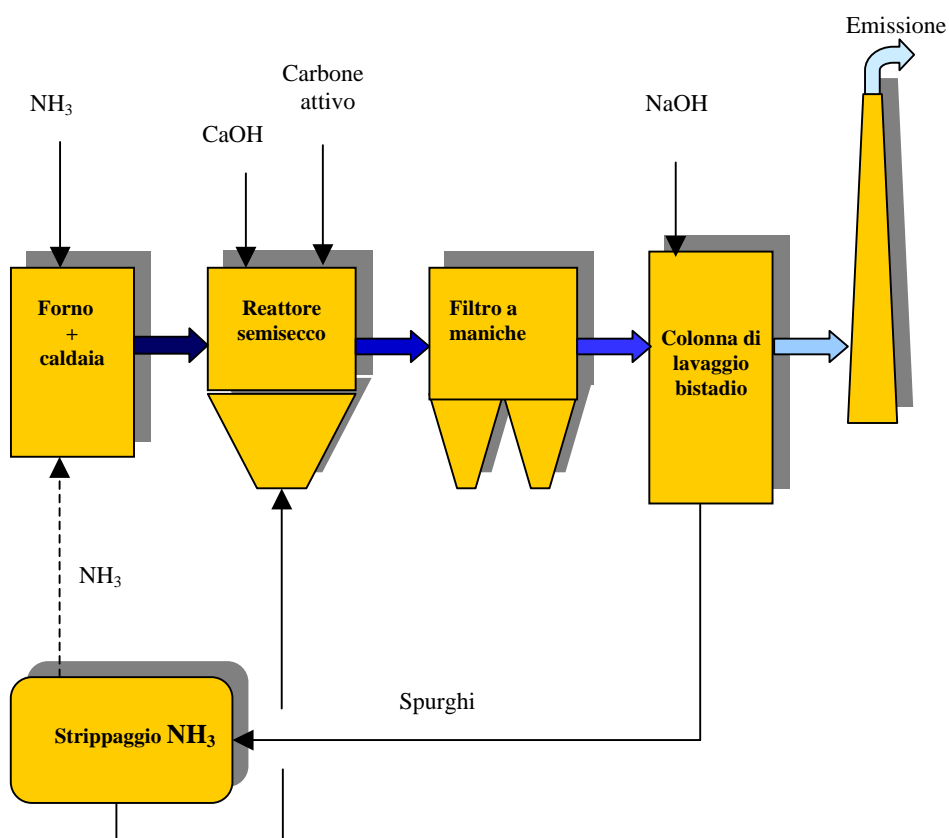 Emissione
Carbone
attivo
NH₃
CaOH
NaOH
Forno
+
caldaia
Reattore
semisecco
Filtro a
maniche
Colonna di
lavaggio
bistadio
NH₃
Spurghi
Strippaggio NH₃